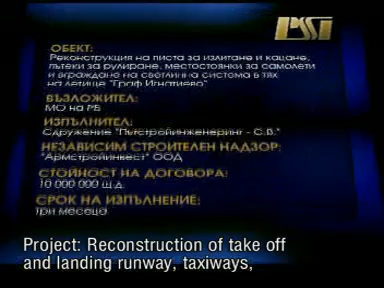 ОБЕКТ:
Реконструкция на писта за излитане и кацане,
пътеки за рулиране, местостоянки за самолети
и вграждане на светлинна система в тях
на летище "Граф Игнатиево"
ВЪЗЛОЖИТЕЛ:
МО на РБ
ИЗПЪЛНИТЕЛ:
Сдружение "Пътстройинженеринг - С.В."
НЕЗАВИСИМ СТРОИТЕЛЕН НАДЗОР:
"Армстройинвест" ООД
СТОЙНОСТ НА ДОГОВОРА:
10 000 000 щ.д.
СРОК НА ИЗПЪЛНЕНИЕ:
три месеца
Project: Reconstruction of take off
and landing runway, taxiways,